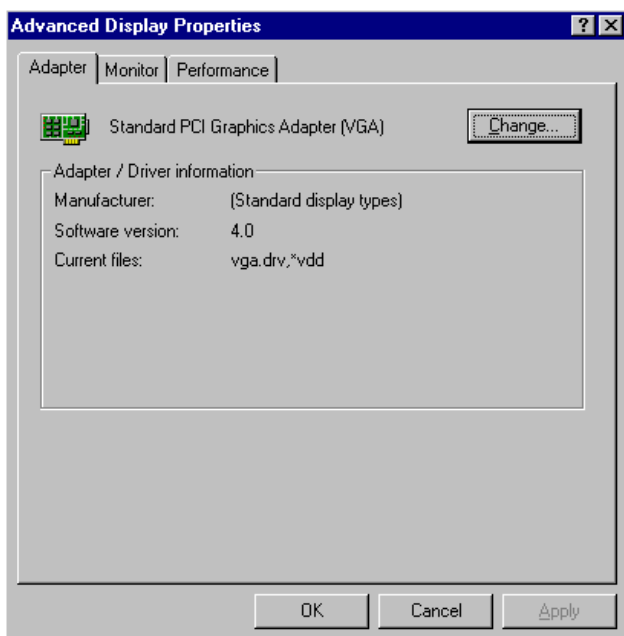 Advanced Display Properties
Adapter Monitor Performance
Standard PCI Graphics Adapter (VGA) Change...
Adapter / Driver information
Manufacturer: (Standard display types)
Software version: 4.0
Current files: vga.drv,*vdd
OK Cancel Apply